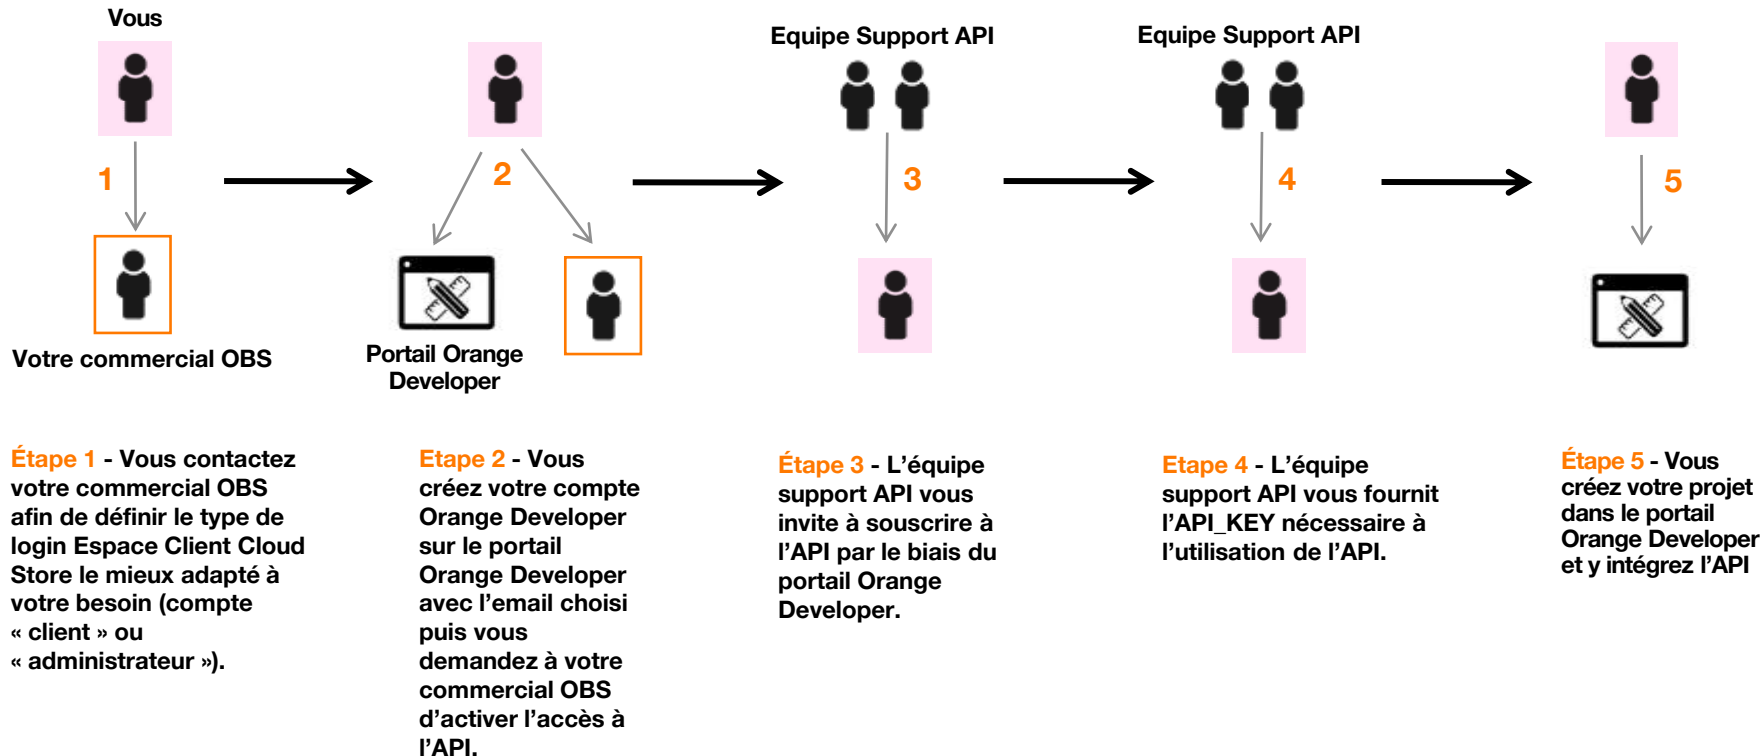 Vous
Equipe Support API
Equipe Support API
1
2
3
4
5
Votre commercial OBS
Portail Orange
Developer
Étape 1 - Vous contactez
votre commercial OBS
afin de définir le type de
login Espace Client Cloud
Store le mieux adapté à
votre besoin (compte
« client » ou
« administrateur »).
Etape 2 - Vous
créez votre compte
Orange Developer
sur le portail
Orange Developer
avec l’email choisi
puis vous
demandez à votre
commercial OBS
d’activer l’accès à
l’API.
Étape 3 - L’équipe
support API vous
invite à souscrire à
l’API par le biais du
portail Orange
Developer.
Etape 4 - L’équipe
support API vous fournit
l’API_KEY nécessaire à
l’utilisation de l’API.
Étape 5 - Vous
créez votre projet
dans le portail
Orange Developer
et y intégrez l’API